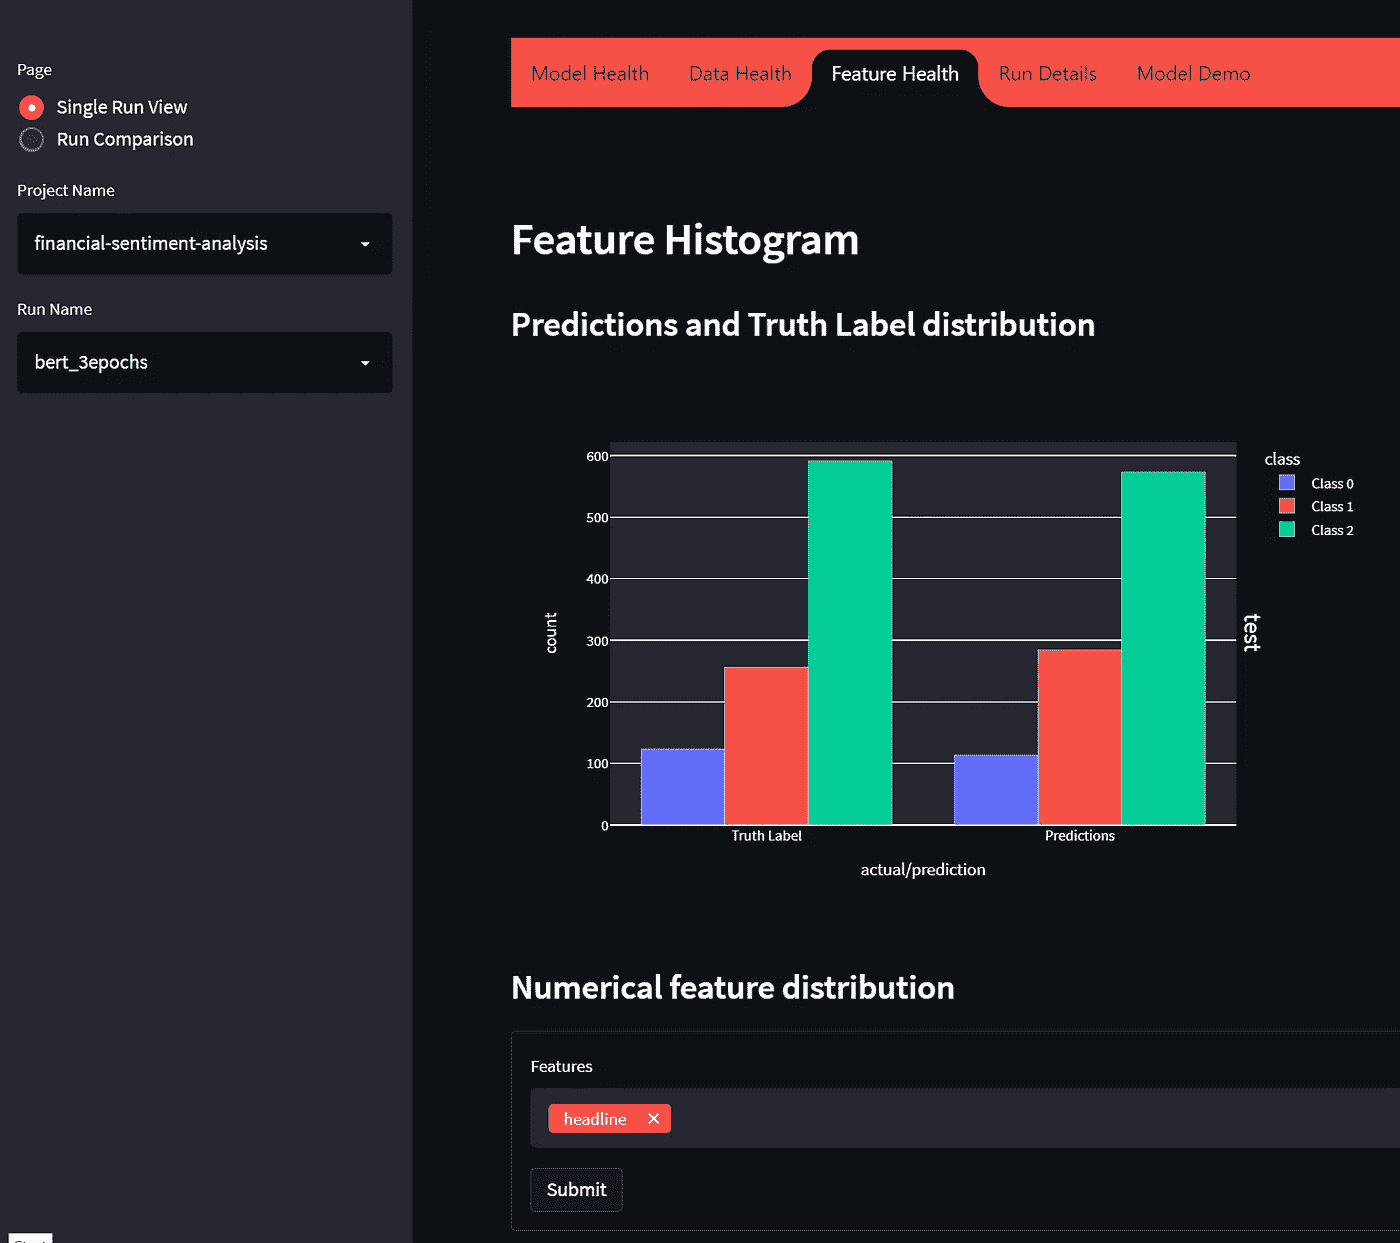 Page
Single Run View
Run Comparison
Project Name
financial-sentiment-analysis
Run Name
bert_3epochs
Model Health Data Health Feature Health Run Details Model Demo
Feature Histogram
Predictions and Truth Label distribution
600
500
400
300
200
100
0
count
Truth Label Predictions
actual/prediction
test
class
Class 0
Class 1
Class 2
Numerical feature distribution
Features
headline ✕
Submit